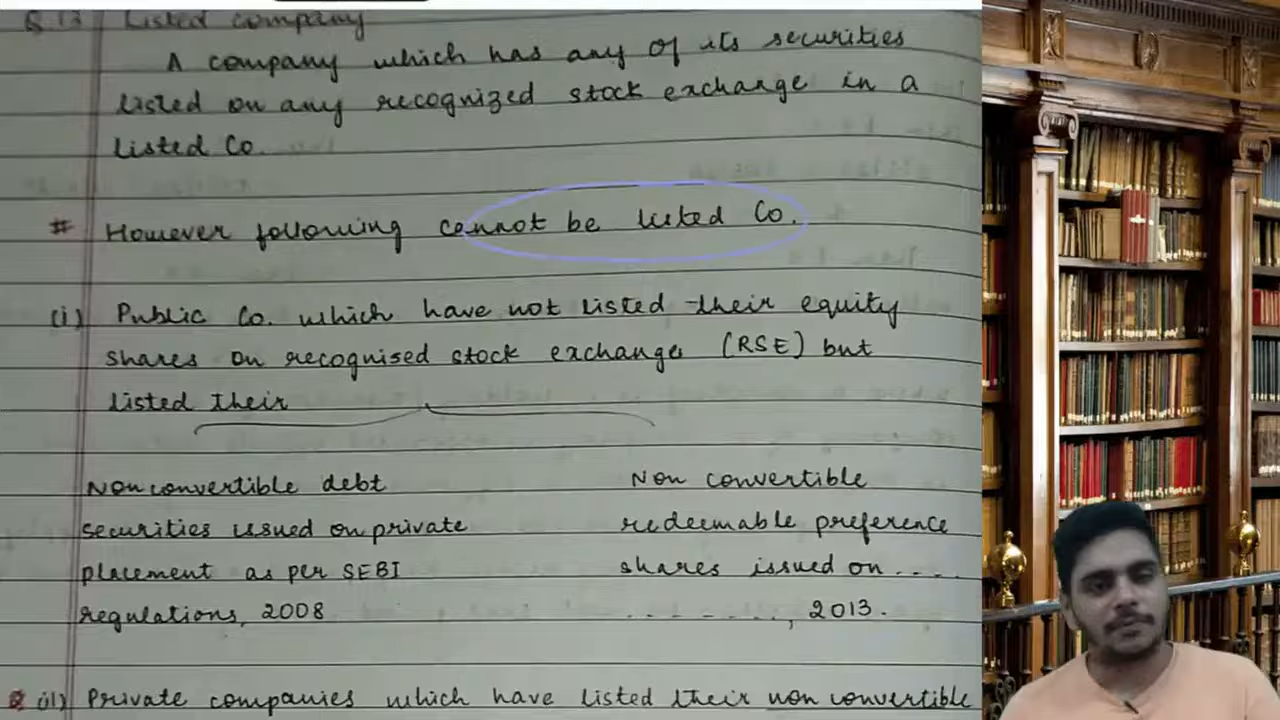 Listed company
A company which has any of its securities
listed on any recognized stock exchange in a
listed Co.
# However following cannot be listed Co.
(i) Public Co. which have not listed their equity
shares on recognised stock exchange (RSE) but
listed their
Nonconvertible debt
securities issued on private
placement as per SEBI
regulations, 2008
Non convertible
redeemable preference
shares issued on ....
- - - - - - - - -, 2013.
(ii) Private companies which have listed their non convertible